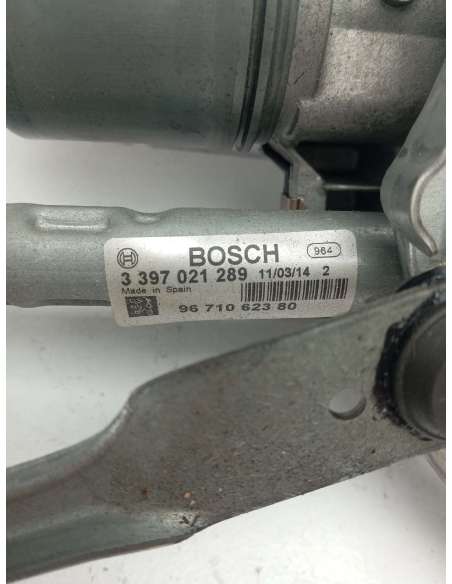 BOSCH 964
3 397 021 289 11/03/14 2
Made in Spain
96 710 623 80